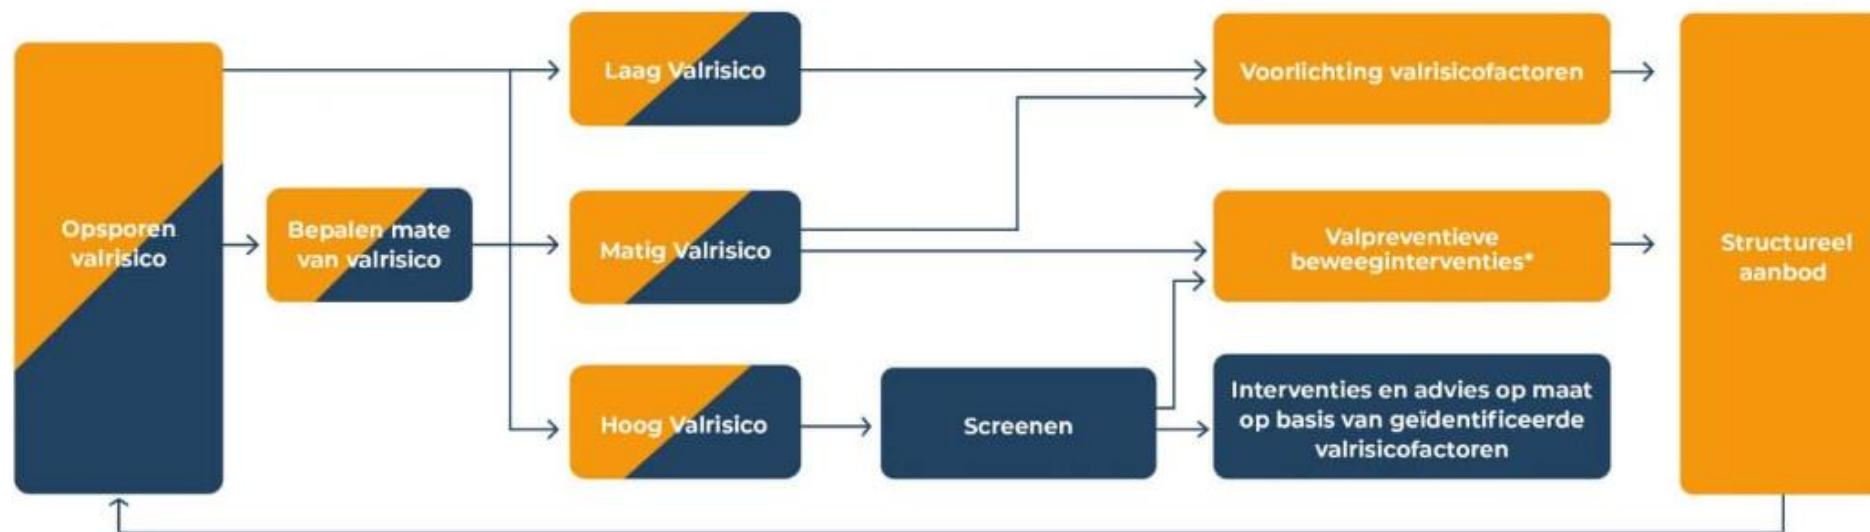 Opsporen
valrisico
Bepalen mate
van valrisico
Laag Valrisico
Matig Valrisico
Hoog Valrisico
Screenen
Voorlichting valrisicofactoren
Valpreventieve
beweeginterventies*
Interventies en advies op maat
op basis van geïdentificeerde
valrisicofactoren
Structureel
aanbod